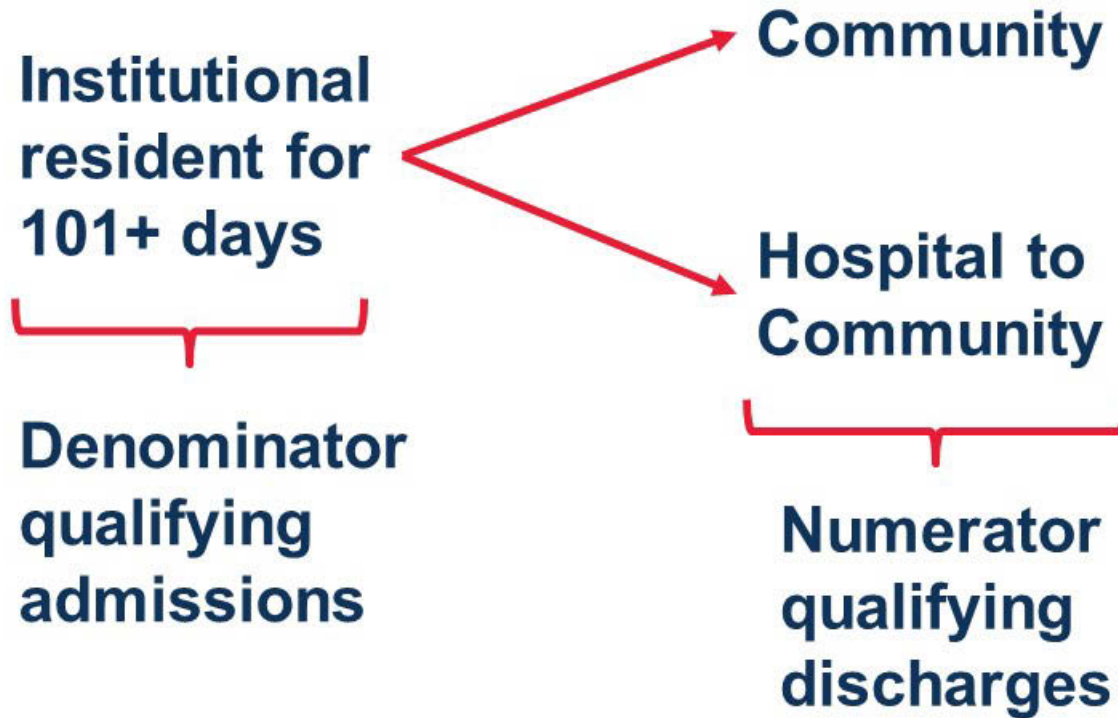 Institutional
resident for
101+ days
Denominator
qualifying
admissions
Community
Hospital to
Community
Numerator
qualifying
discharges